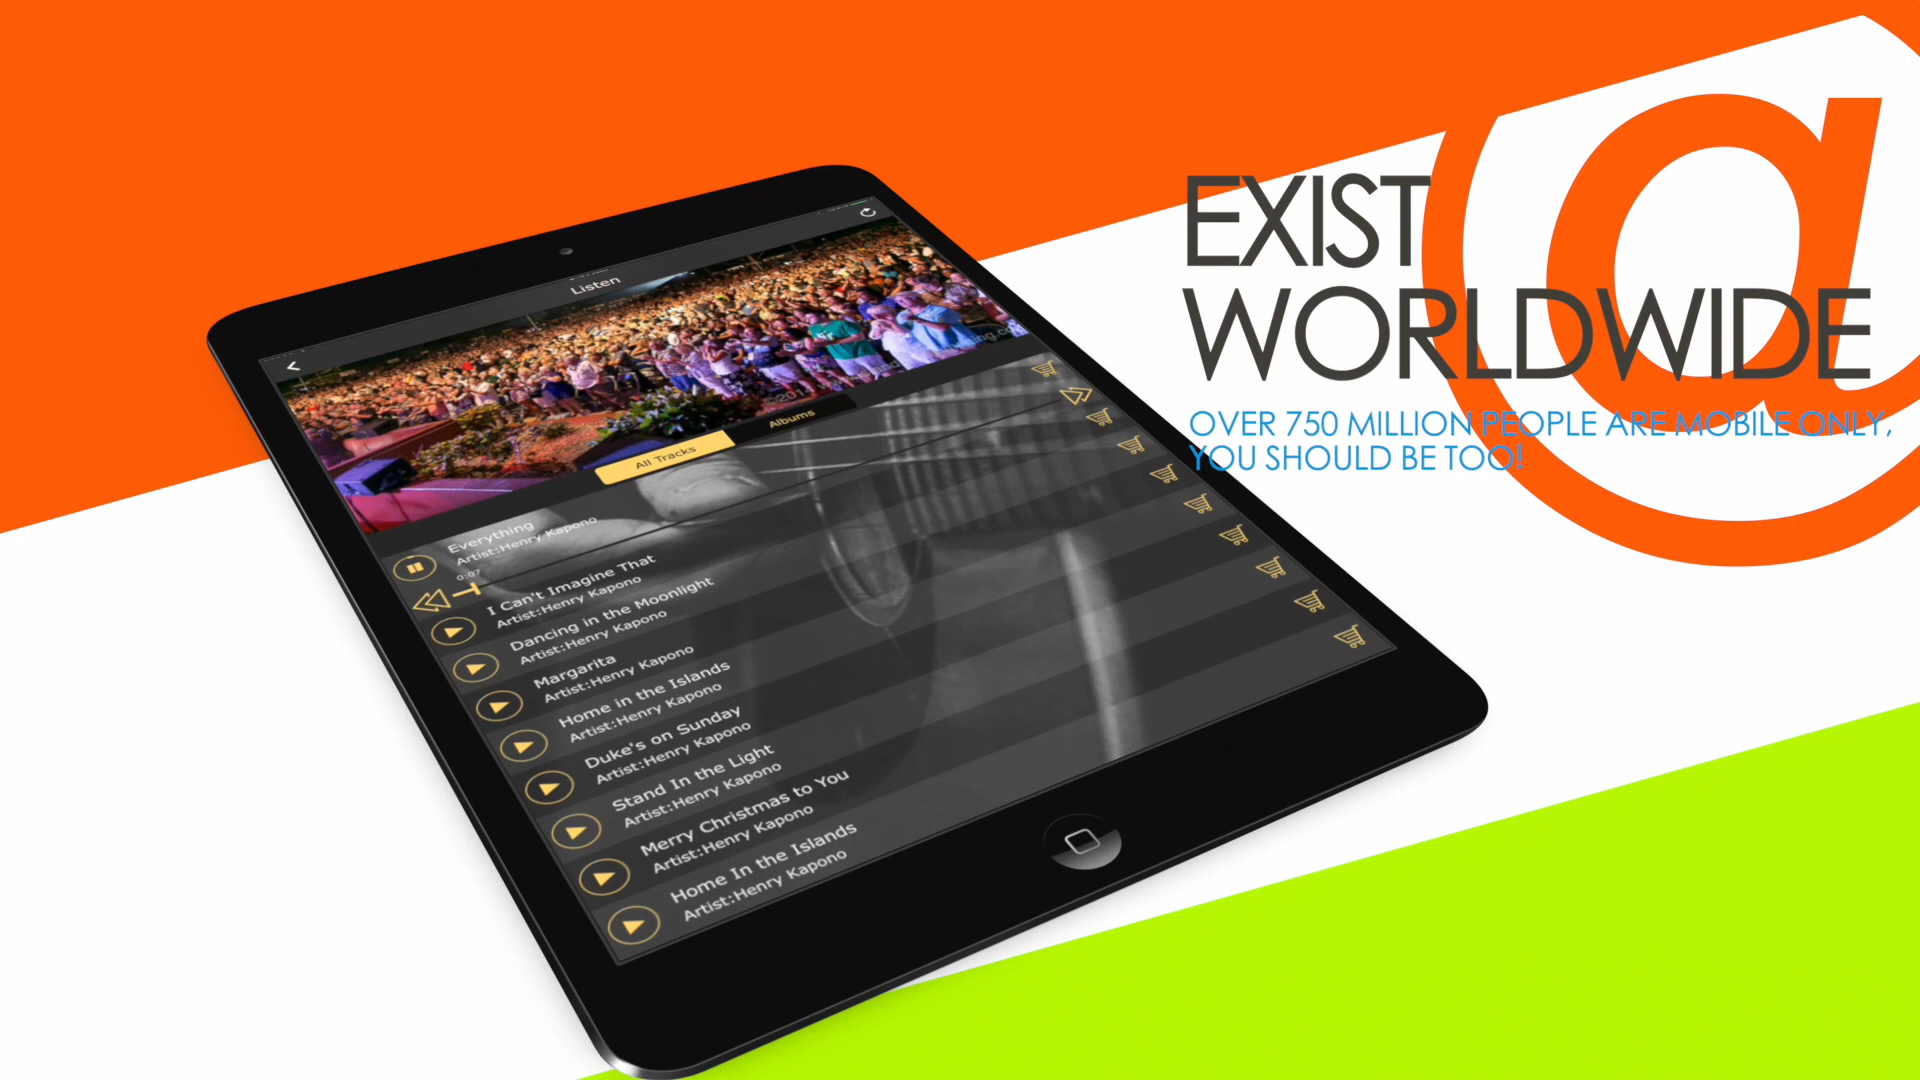 @
EXIST
WORLDWIDE
OVER 750 MILLION PEOPLE ARE MOBILE ONLY,
YOU SHOULD BE TOO!
Listen
All Tracks
Albums
Everything
Artist:Henry Kapono
0:07
I Can't Imagine That
Artist:Henry Kapono
Dancing in the Moonlight
Artist:Henry Kapono
Margarita
Artist:Henry Kapono
Home in the Islands
Artist:Henry Kapono
Duke's on Sunday
Artist:Henry Kapono
Stand In the Light
Artist:Henry Kapono
Merry Christmas to You
Artist:Henry Kapono
Home In the Islands
Artist:Henry Kapono